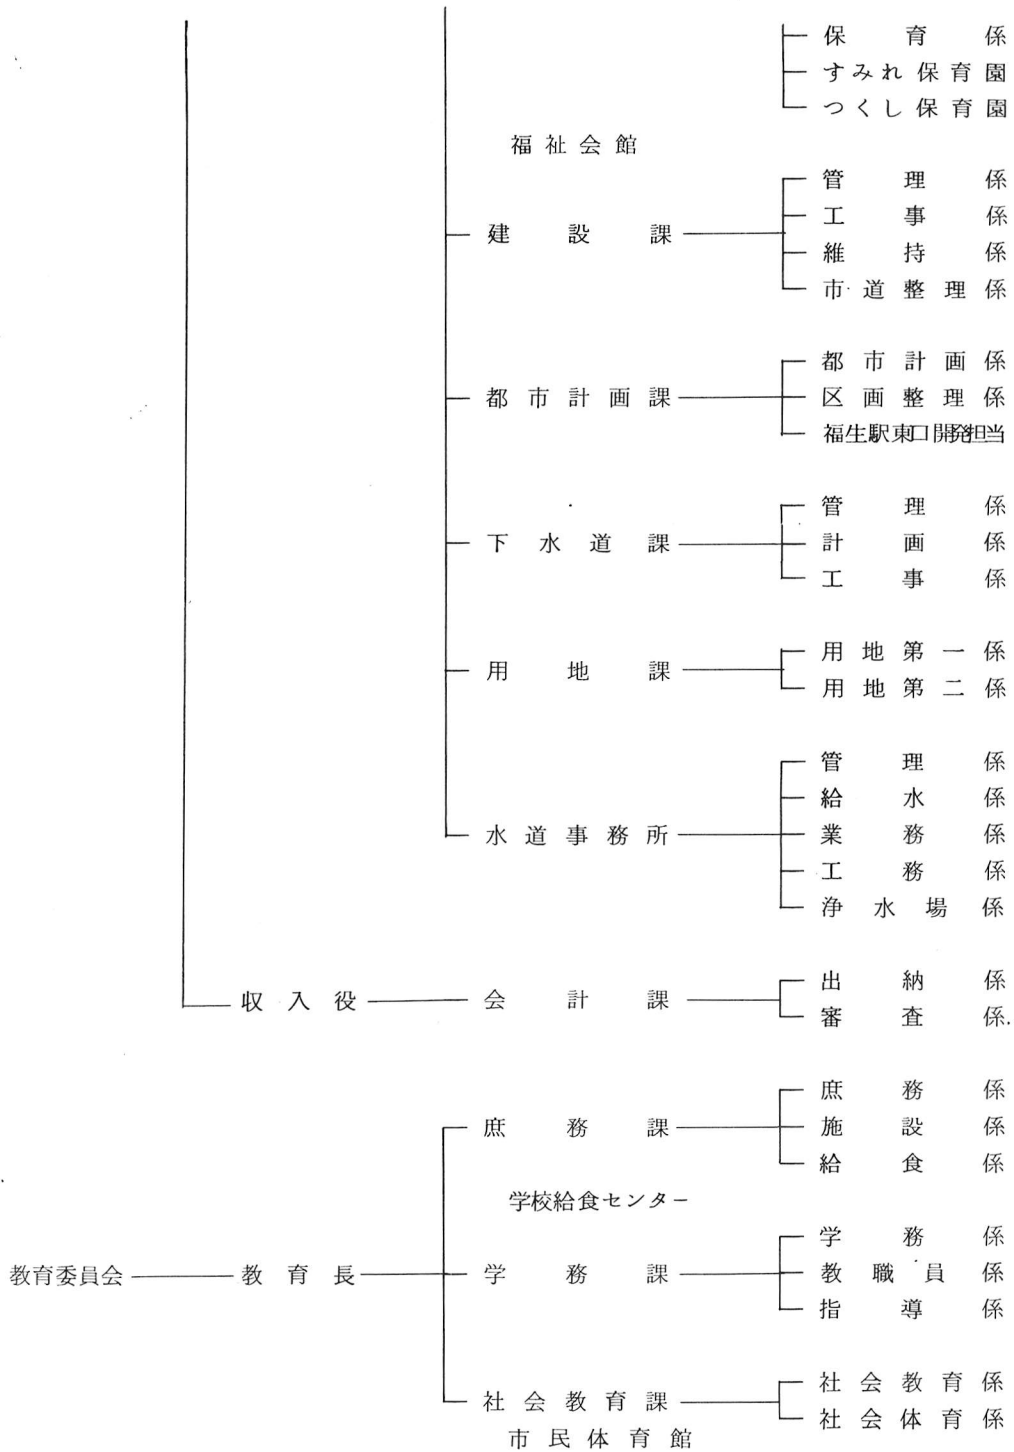 保育係
すみれ保育園
つくし保育園
福祉会館
管理係
工事係
建設課
維持係
市道整理係
都市計画係
都市計画課 区画整理係
福生駅東口開発担当
管理係
下水道課 計画係
工事係
用地第一係
用地課
用地第二係
管理係
給水係
水道事務所 業務係
工務係
浄水場係
出納係
収入役 会計課
審査係
庶務係
庶務課 施設係
給食係
学校給食センター
学務係
教育委員会 教育長 学務課 教職員係
指導係
社会教育係
社会教育課
社会体育係
市民体育館